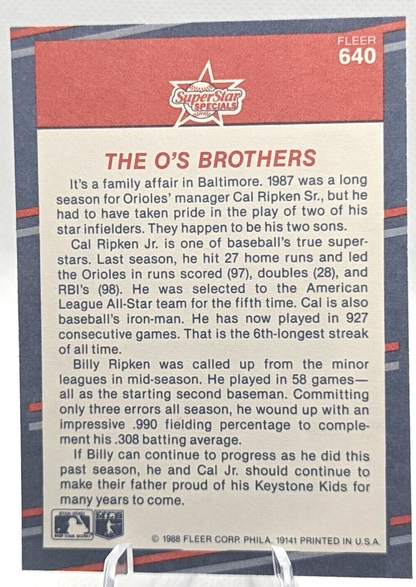 FLEER
640
SuperStar
SPECIALS
THE O'S BROTHERS
It's a family affair in Baltimore. 1987 was a long
season for Orioles' manager Cal Ripken Sr., but he
had to have taken pride in the play of two of his
star infielders. They happen to be his two sons.
Cal Ripken Jr. is one of baseball's true super-
stars. Last season, he hit 27 home runs and led
the Orioles in runs scored (97), doubles (28), and
RBI's (98). He was selected to the American
League All-Star team for the fifth time. Cal is also
baseball's iron-man. He has now played in 927
consecutive games. That is the 6th-longest streak
of all time.
Billy Ripken was called up from the minor
leagues in mid-season. He played in 58 games—
all as the starting second baseman. Committing
only three errors all season, he wound up with an
impressive .990 fielding percentage to comple-
ment his .308 batting average.
If Billy can continue to progress as he did this
past season, he and Cal Jr. should continue to
make their father proud of his Keystone Kids for
many years to come.
© 1988 FLEER CORP. PHILA. 19141 PRINTED IN U.S.A.